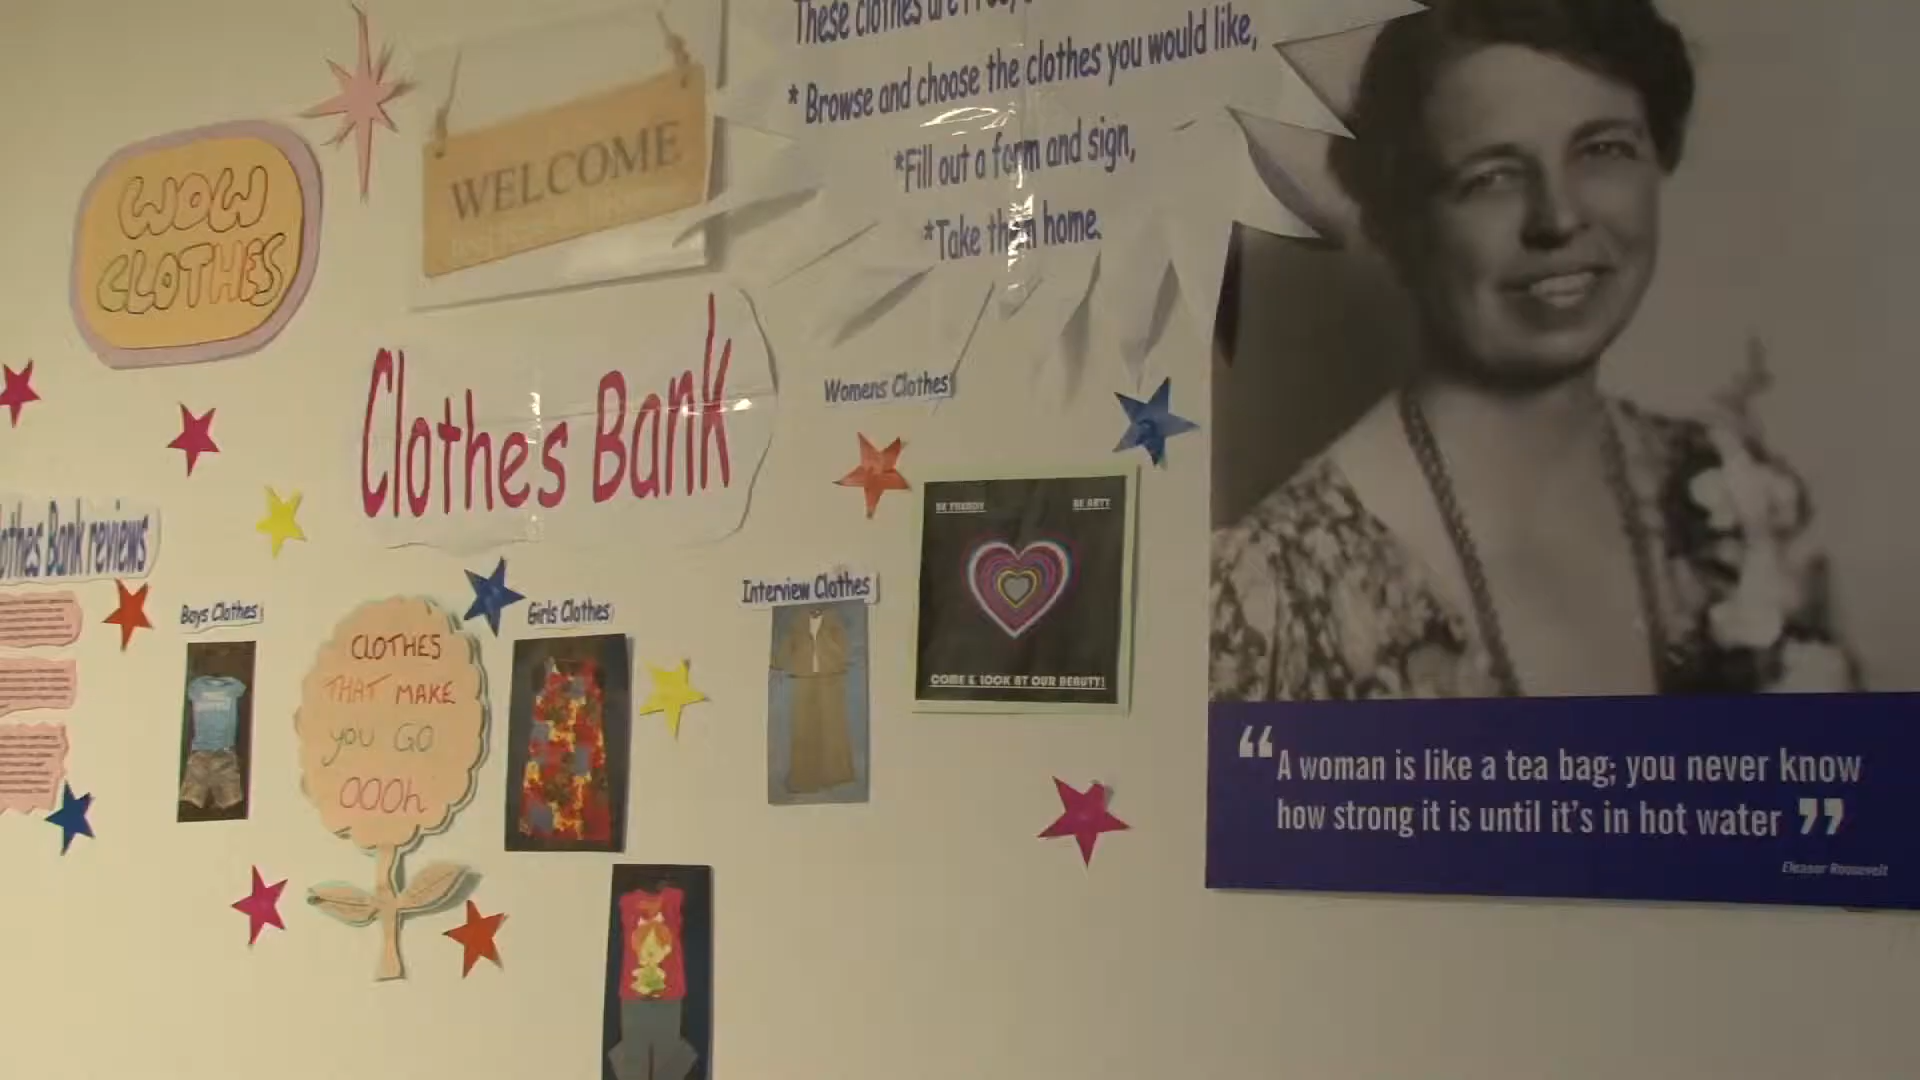 These clothes are
* Browse and choose the clothes you would like,
*Fill out a form and sign,
*Take them home.
WELCOME
WOW
CLOTHES
Clothes Bank
Womens Clothes
othes Bank reviews
Boys Clothes
CLOTHES
THAT MAKE
YOU GO
OOOh
Girls Clothes
Interview Clothes
BE TRENDY
BE ARTY
COME & LOOK AT OUR BEAUTY!
“A woman is like a tea bag; you never know
how strong it is until it’s in hot water”
Eleanor Roosevelt